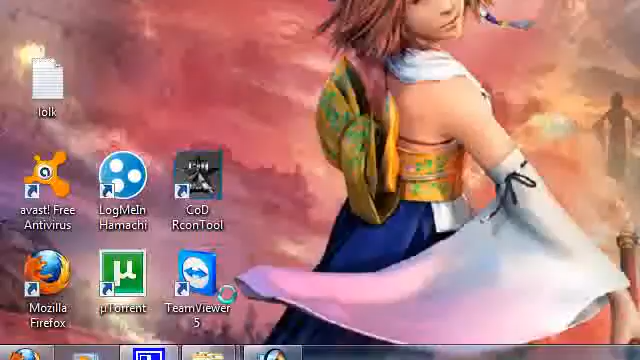 lolk
avast! Free
Antivirus
LogMeIn
Hamachi
CoD
RconTool
Mozilla
Firefox
µTorrent
TeamViewer
5